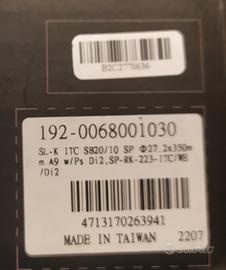 B2C2770636
192-0068001030
SL-K ITC SB20/10 SP Φ27.2x350m
m A9 w/Ps Di2,SP-RK-223-ITC/WE
/Di2
4713170263941
MADE IN TAIWAN 2207
subito